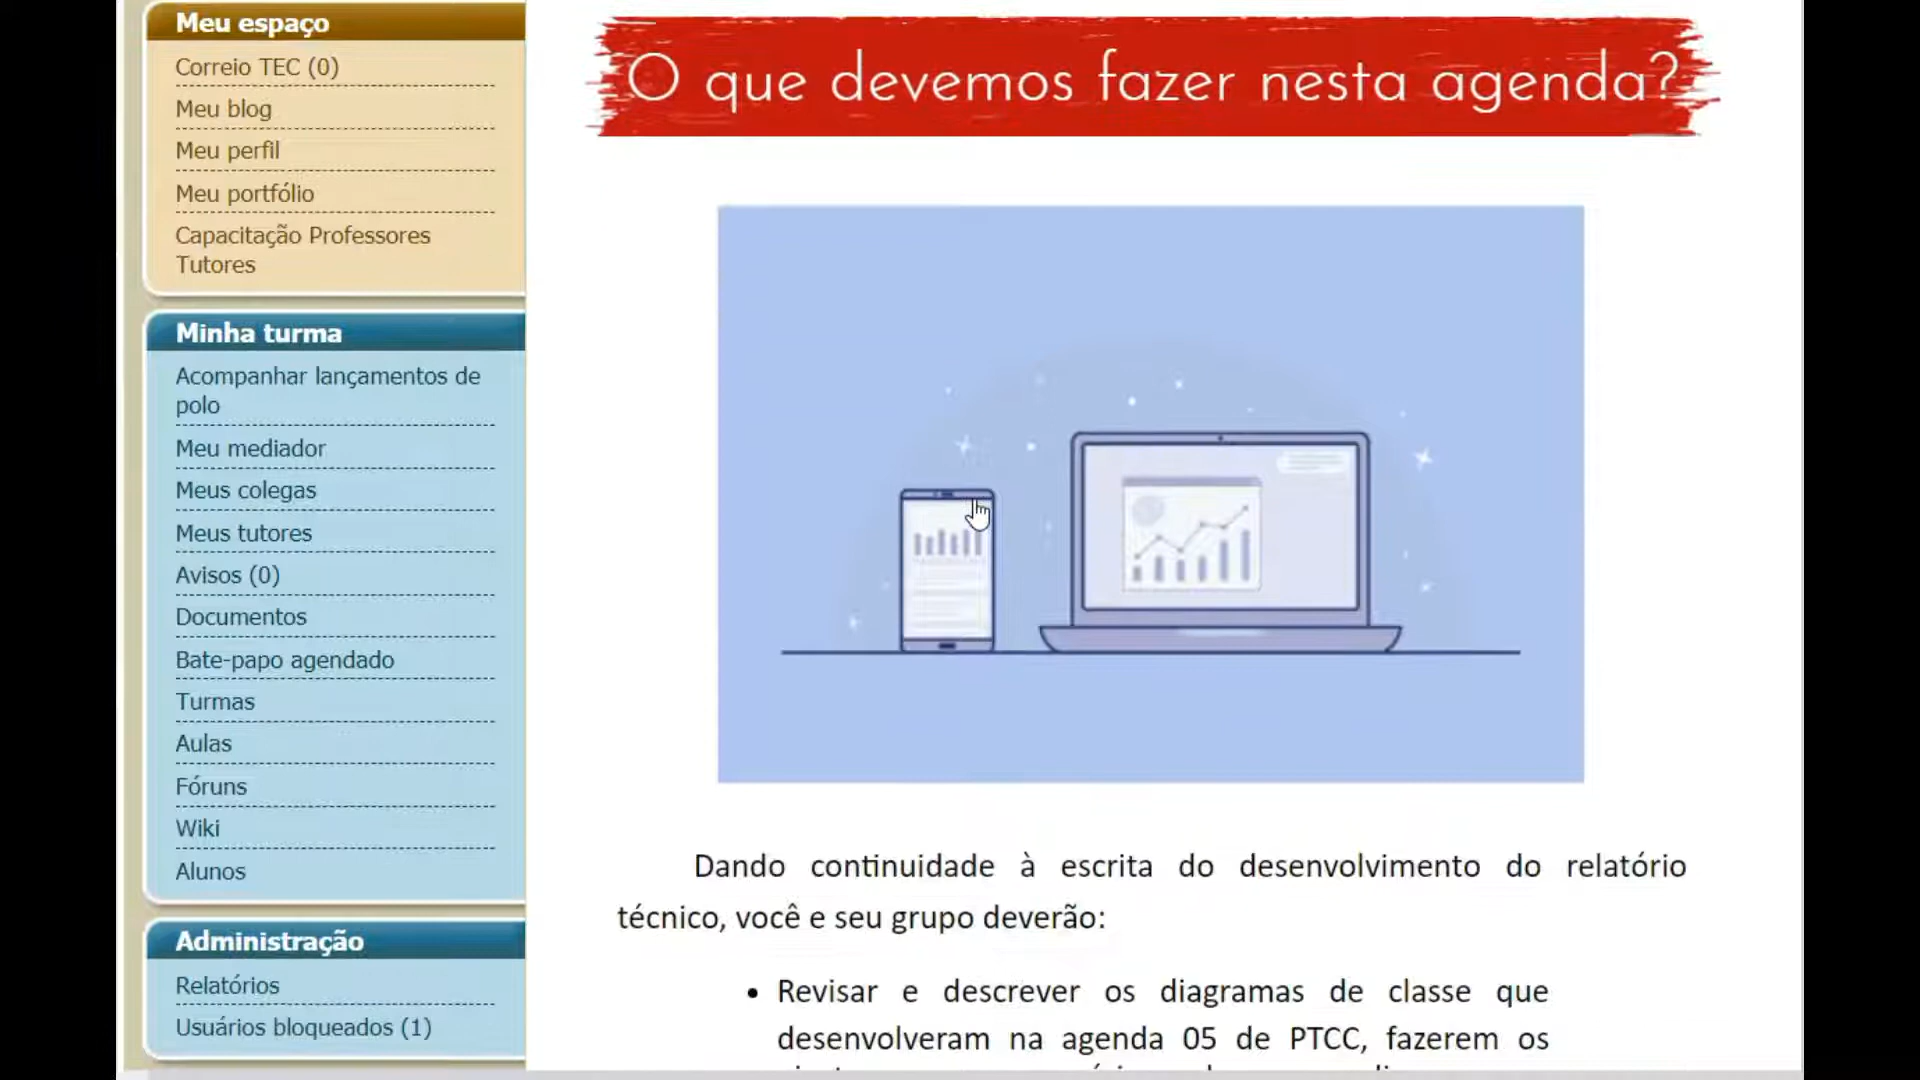 Meu espaço
Correio TEC (0)
Meu blog
Meu perfil
Meu portfólio
Capacitação Professores
Tutores
Minha turma
Acompanhar lançamentos de
polo
Meu mediador
Meus colegas
Meus tutores
Avisos (0)
Documentos
Bate-papo agendado
Turmas
Aulas
Fóruns
Wiki
Alunos
Administração
Relatórios
Usuários bloqueados (1)
O que devemos fazer nesta agenda?
Dando continuidade à escrita do desenvolvimento do relatório
técnico, você e seu grupo deverão:
• Revisar e descrever os diagramas de classe que
desenvolveram na agenda 05 de PTCC, fazerem os